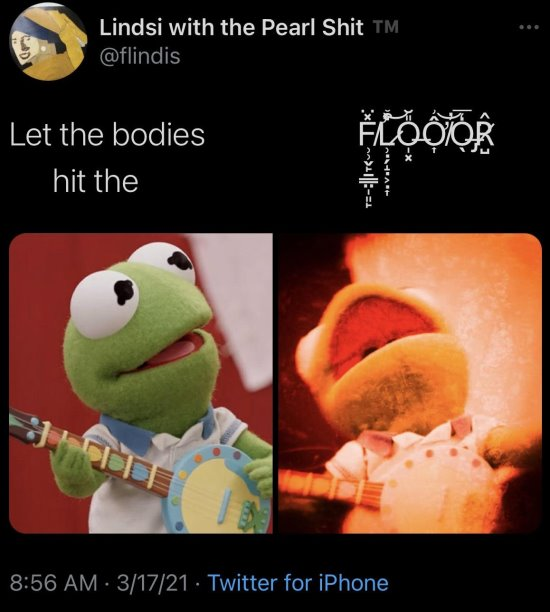 Lindsi with the Pearl Shit TM
@flindis
Let the bodies
hit the
FLOOOR
8:56 AM · 3/17/21 · Twitter for iPhone